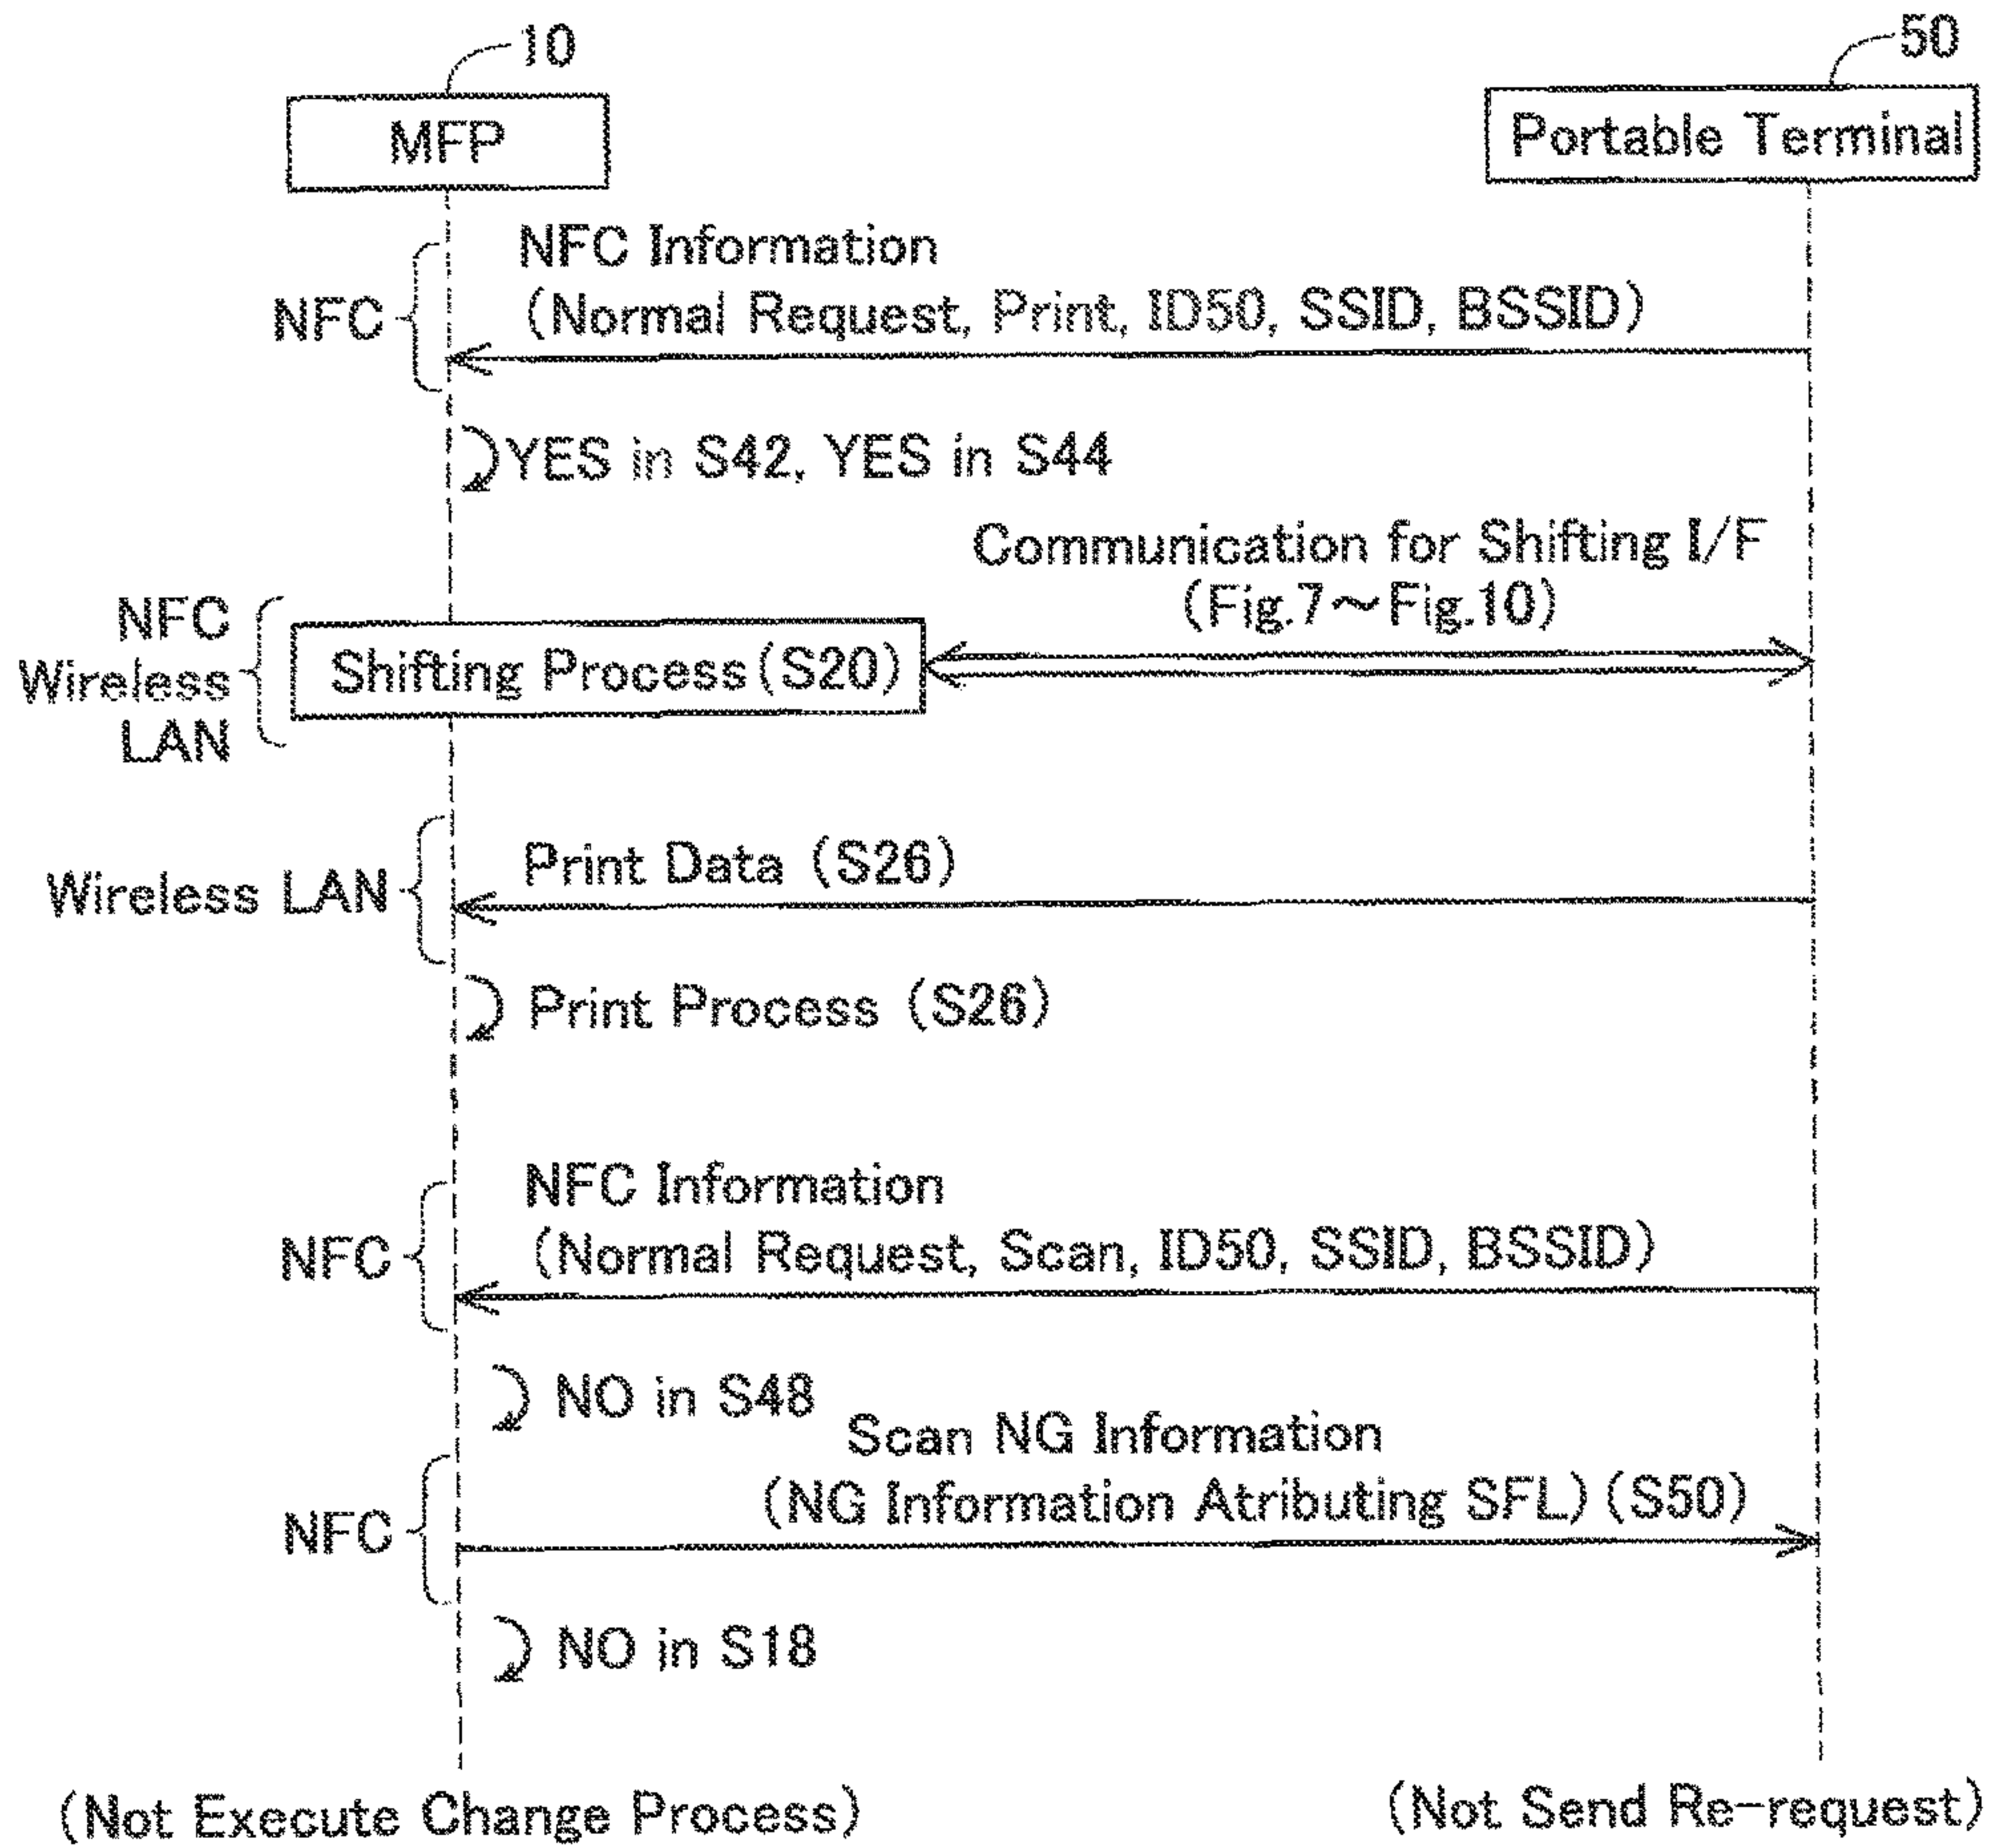 10
50
MFP
Portable Terminal
NFC Information
(Normal Request, Print, ID50, SSID, BSSID)
NFC
YES in S42, YES in S44
Communication for Shifting I/F
(Fig.7～Fig.10)
NFC
Wireless
LAN
Shifting Process(S20)
Print Data (S26)
Wireless LAN
Print Process (S26)
NFC Information
(Normal Request, Scan, ID50, SSID, BSSID)
NFC
NO in S48
Scan NG Information
(NG Information Atributing SFL) (S50)
NFC
NO in S18
(Not Execute Change Process)
(Not Send Re-request)